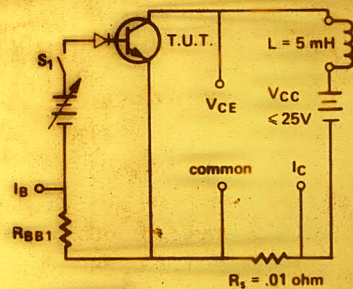 T.U.T.
S1
L = 5 mH
VCE
VCC
≤ 25V
IB
common
IC
RBB1
Rs = .01 ohm